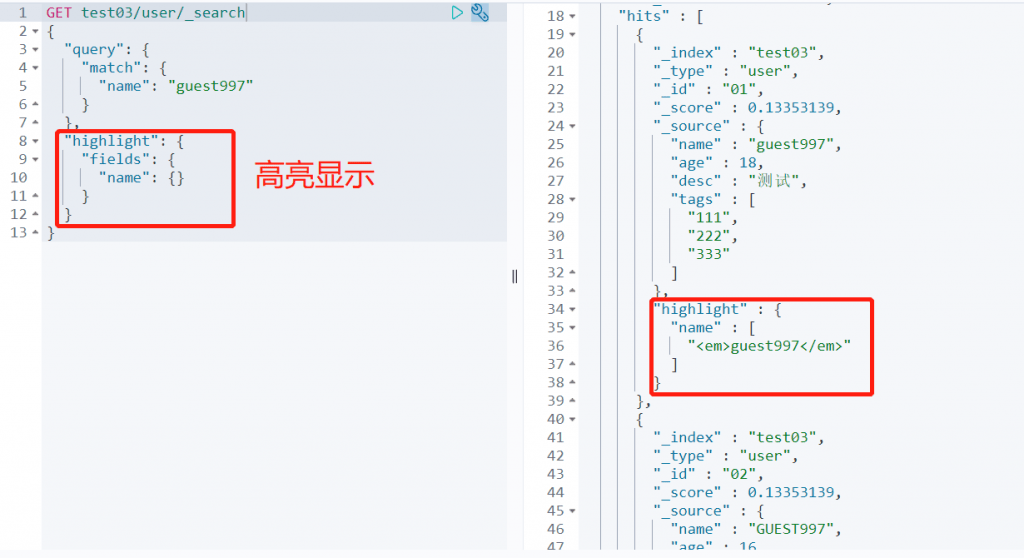 1 GET test03/user/_search
2 {
3 "query": {
4 "match": {
5 "name": "guest997"
6 }
7 },
8 "highlight": {
9 "fields": {
10 "name": {}
11 }
12 }
13 }
高亮显示
18 "hits" : [
19 {
20 "_index" : "test03",
21 "_type" : "user",
22 "_id" : "01",
23 "_score" : 0.13353139,
24 "_source" : {
25 "name" : "guest997",
26 "age" : 18,
27 "desc" : "测试",
28 "tags" : [
29 "111",
30 "222",
31 "333"
32 ]
33 },
34 "highlight" : {
35 "name" : [
36 "<em>guest997</em>"
37 ]
38 }
39 },
40 {
41 "_index" : "test03",
42 "_type" : "user",
43 "_id" : "02",
44 "_score" : 0.13353139,
45 "_source" : {
46 "name" : "GUEST997",
47 "age" : 16